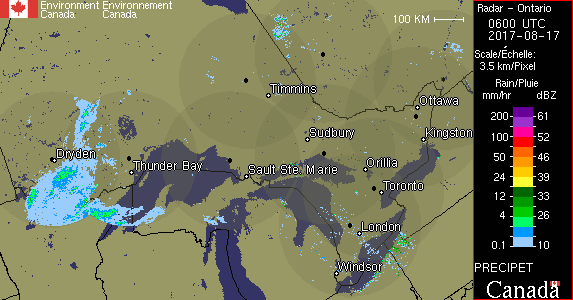 Environment Environnement
Canada Canada
100 KM
Timmins
Ottawa
Sudbury
Kingston
Dryden
Thunder Bay
Sault Ste. Marie
Orillia
Toronto
London
Windsor
Radar - Ontario
0600 UTC
2017-08-17
Scale/Échelle:
3.5 km/Pixel
Rain/Pluie
mm/hr dBZ
200 61
100 52
50 46
24 39
12 33
4 26
0.1 10
PRECIPET
Canada